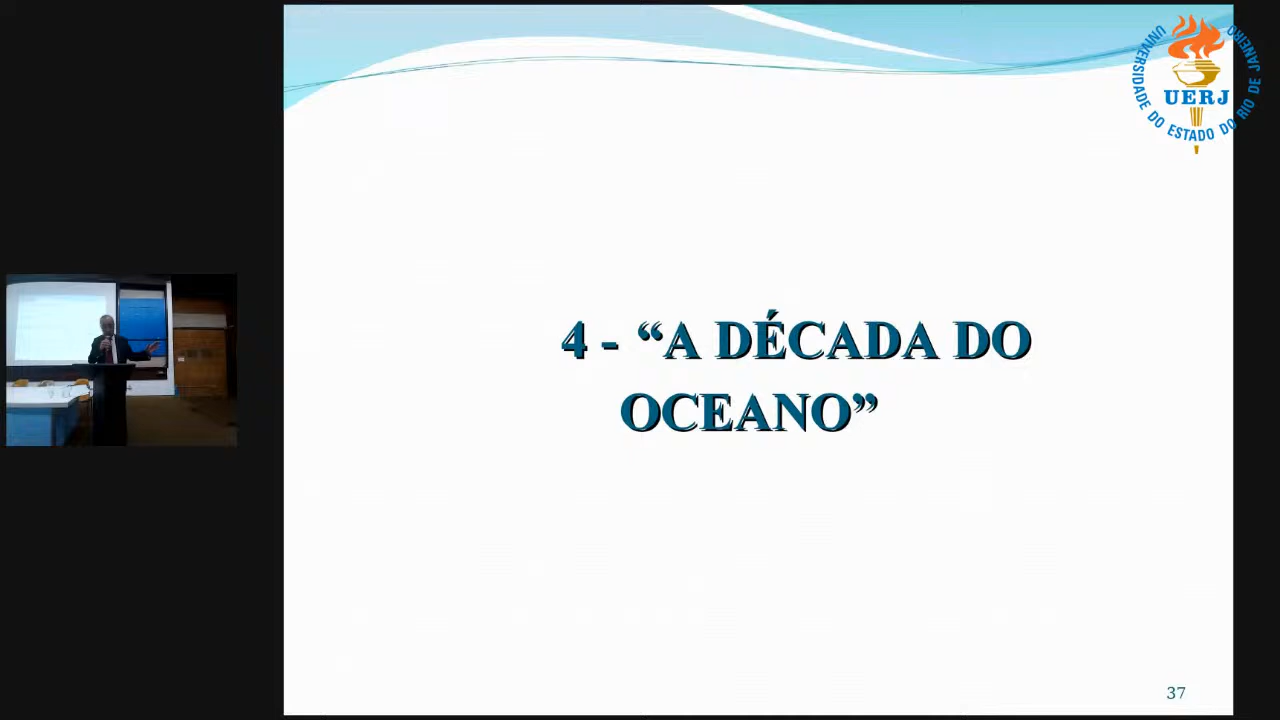 UNIVERSIDADE DO ESTADO DO RIO DE JANEIRO
UERJ
4 - “A DÉCADA DO
OCEANO”
37